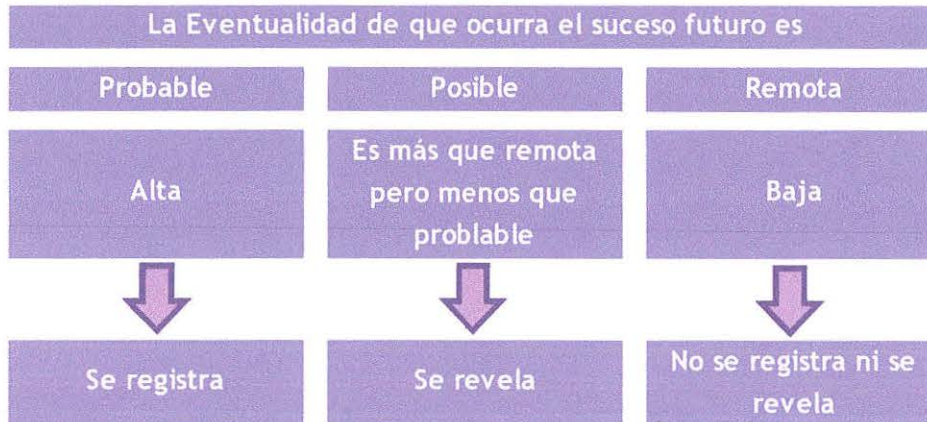 La Eventualidad de que ocurra el suceso futuro es
Probable
Posible
Remota
Alta
Es más que remota
pero menos que
problable
Baja
Se registra
Se revela
No se registra ni se
revela